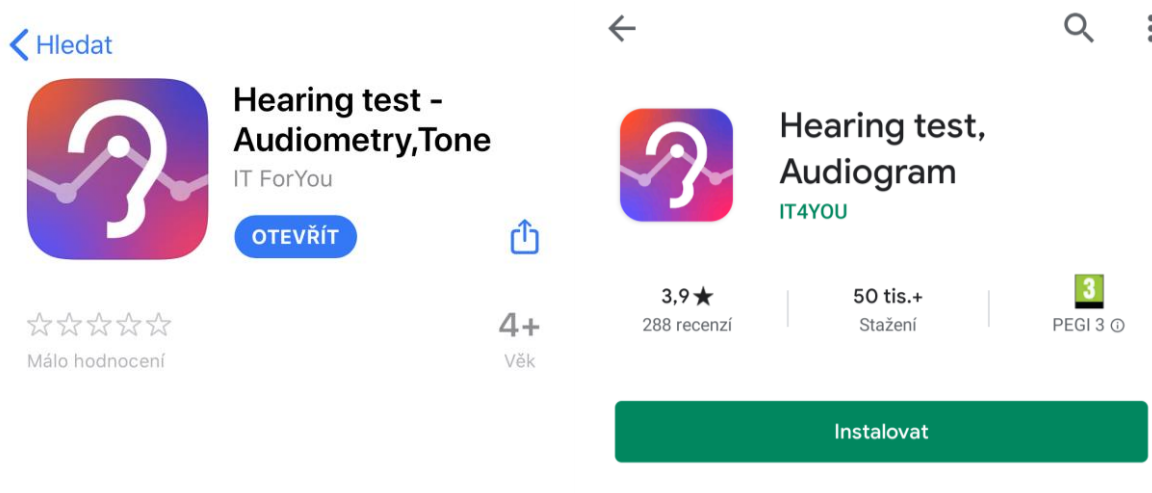 Hledat
Hearing test -
Audiometry,Tone
IT ForYou
OTEVŘÍT
4+
Málo hodnocení
Věk
Hearing test,
Audiogram
IT4YOU
3,9★
50 tis.+
3
288 recenzí
Stažení
PEGI 3
Instalovat